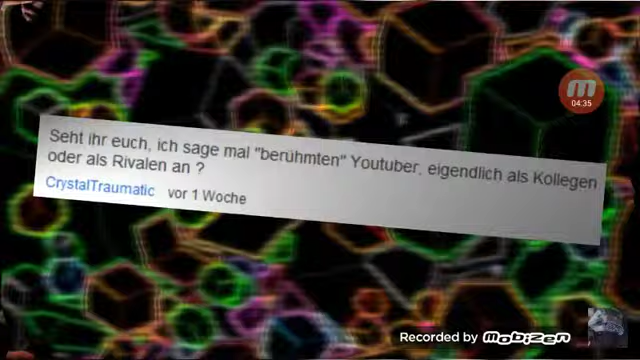 04:35
Seht ihr euch, ich sage mal "berühmten" Youtuber, eigendlich als Kollegen
oder als Rivalen an ?
CrystalTraumatic vor 1 Woche
Recorded by Mobizen